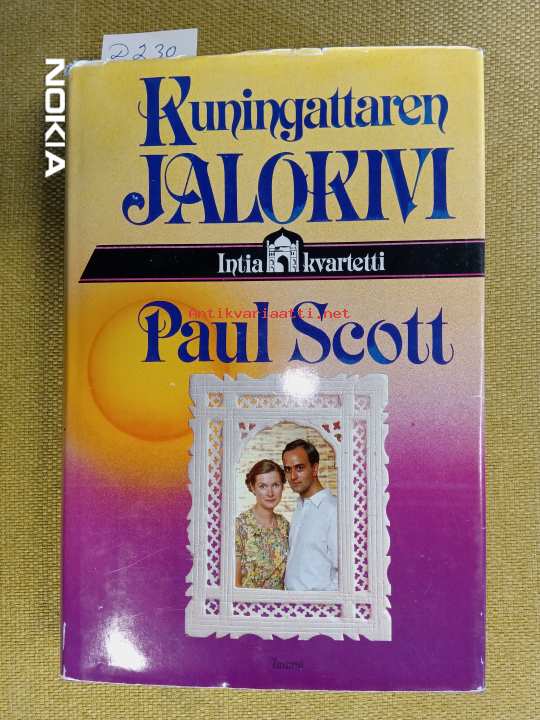 D230
NOKIA
Kuningattaren
JALOKIVI
Intia kvartetti
Antikvariaatti.net
Paul Scott
Tammi